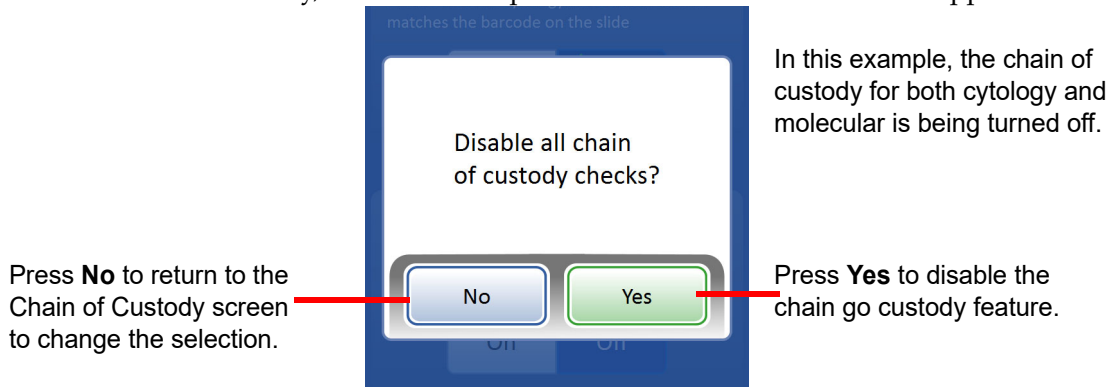 matches the barcode on the slide
In this example, the chain of
custody for both cytology and
molecular is being turned off.
Disable all chain
of custody checks?
Press No to return to the
Chain of Custody screen
to change the selection.
No
Yes
Press Yes to disable the
chain go custody feature.